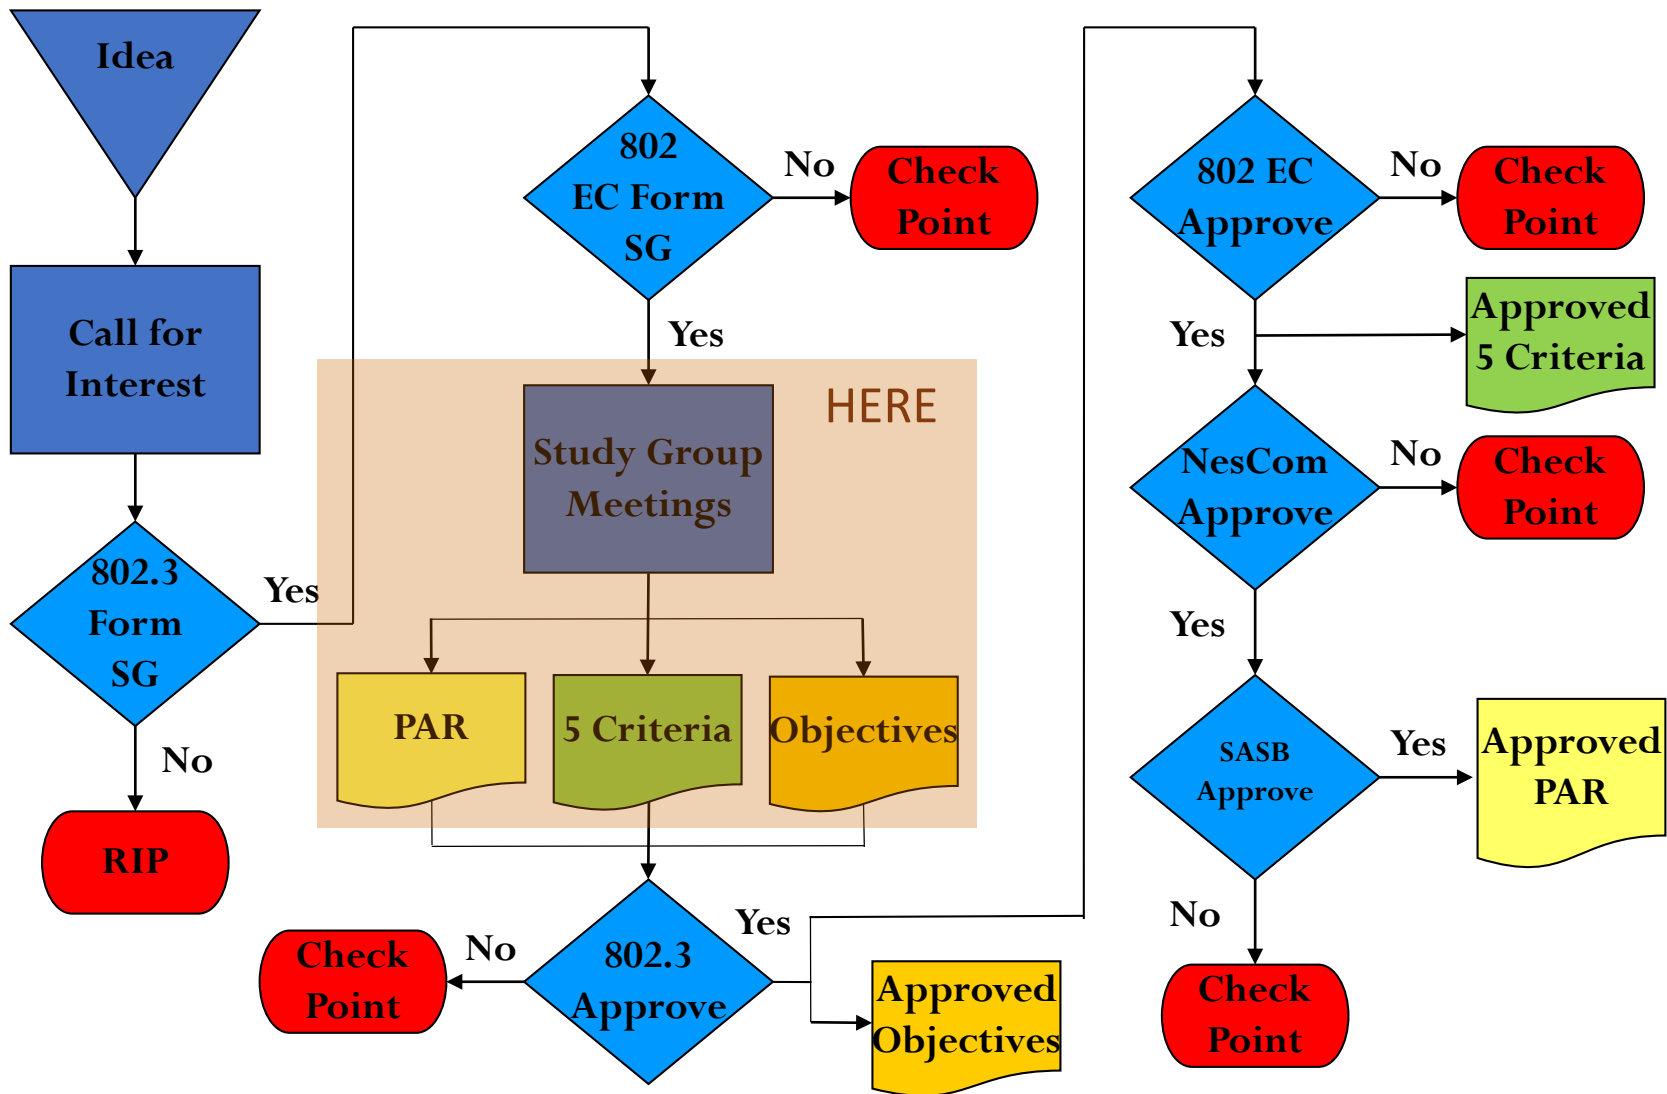 Idea
Call for
Interest
802.3
Form
SG
Yes
No
RIP
802
EC Form
SG
No
Check
Point
Yes
HERE
Study Group
Meetings
PAR
5 Criteria
Objectives
802.3
Approve
No
Check
Point
Yes
Approved
Objectives
802 EC
Approve
No
Check
Point
Yes
Approved
5 Criteria
NesCom
Approve
No
Check
Point
Yes
SASB
Approve
Yes
Approved
PAR
No
Check
Point